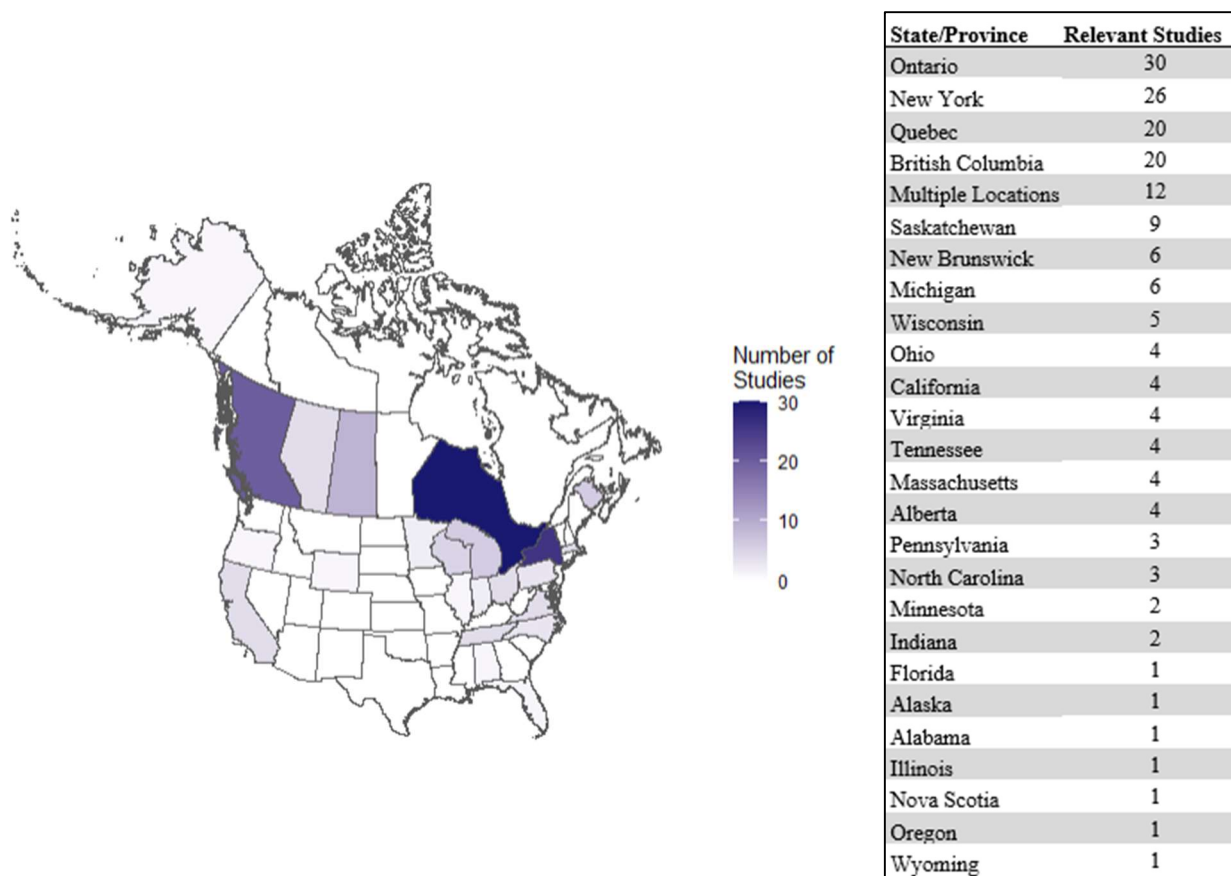 Number of
Studies
30
20
10
0
State/Province Relevant Studies
Ontario 30
New York 26
Quebec 20
British Columbia 20
Multiple Locations 12
Saskatchewan 9
New Brunswick 6
Michigan 6
Wisconsin 5
Ohio 4
California 4
Virginia 4
Tennessee 4
Massachusetts 4
Alberta 4
Pennsylvania 3
North Carolina 3
Minnesota 2
Indiana 2
Florida 1
Alaska 1
Alabama 1
Illinois 1
Nova Scotia 1
Oregon 1
Wyoming 1